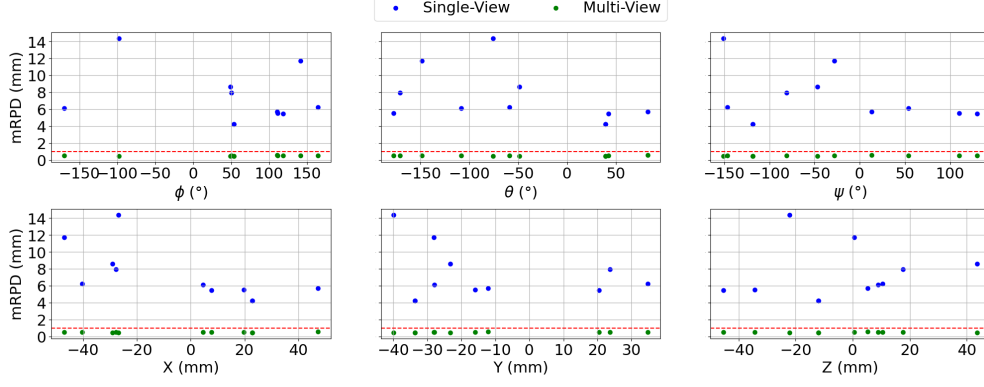 Single-View Multi-View
14
12
10
8
6
4
2
0
mRPD (mm)
−150 −100 −50 0 50 100 150
ϕ (°)
−150 −100 −50 0 50
θ (°)
−150 −100 −50 0 50 100
ψ (°)
14
12
10
8
6
4
2
0
mRPD (mm)
−40 −20 0 20 40
X (mm)
−40 −30 −20 −10 0 10 20 30
Y (mm)
−40 −20 0 20 40
Z (mm)